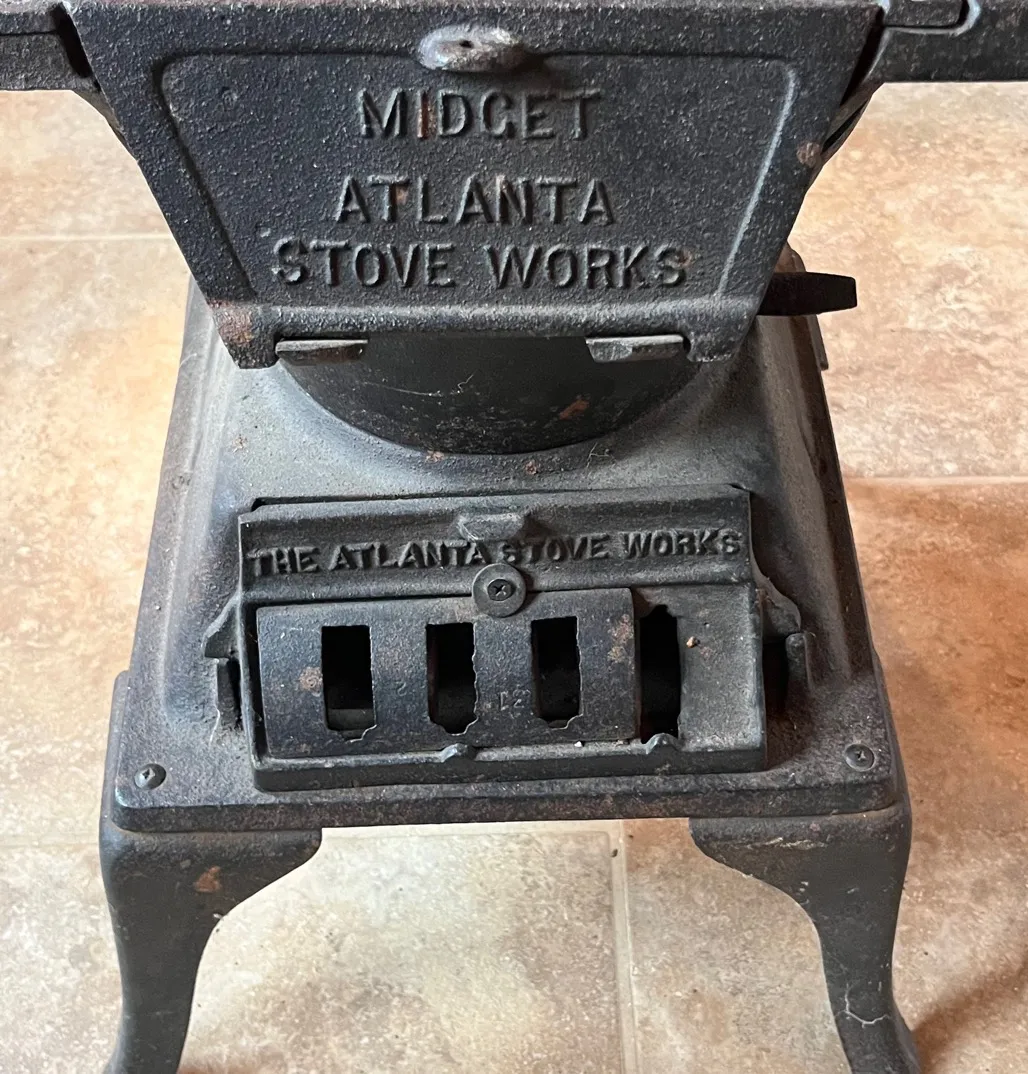 MIDGET
ATLANTA
STOVE WORKS
THE ATLANTA STOVE WORKS